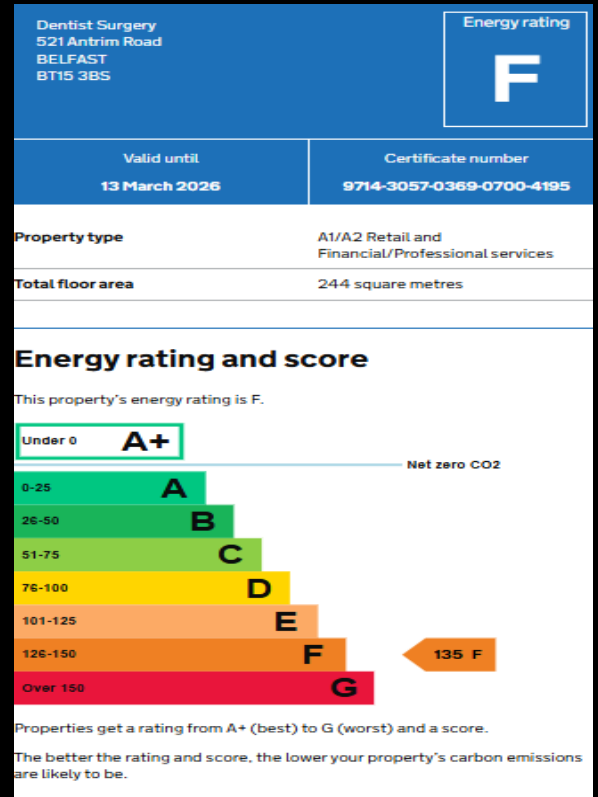 Dentist Surgery
521 Antrim Road
BELFAST
BT15 3BS
Energy rating
F
Valid until
13 March 2026
Certificate number
9714-3057-0369-0700-4195
Property type
A1/A2 Retail and
Financial/Professional services
Total floor area
244 square metres
Energy rating and score
This property's energy rating is F.
Under 0 A+
Net zero CO2
0-25 A
26-50 B
51-75 C
76-100 D
101-125 E
126-150 F
135 F
Over 150 G
Properties get a rating from A+ (best) to G (worst) and a score.
The better the rating and score, the lower your property's carbon emissions
are likely to be.